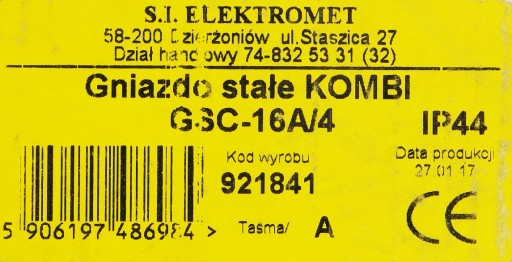 S.I. ELEKTROMET
58-200 Dzierżoniów ul.Staszica 27
Dział handlowy 74-832 53 31 (32)
Gniazdo stałe KOMBI
GSC-16A/4 IP44
Kod wyrobu Data produkcji
921841 27.01.17
5 906197 486984 > Taśma/ A CE